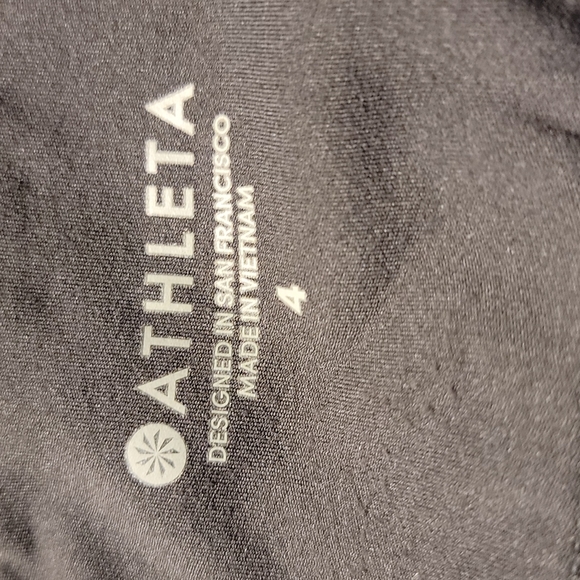 ATHLETA
DESIGNED IN SAN FRANCISCO
MADE IN VIETNAM
4